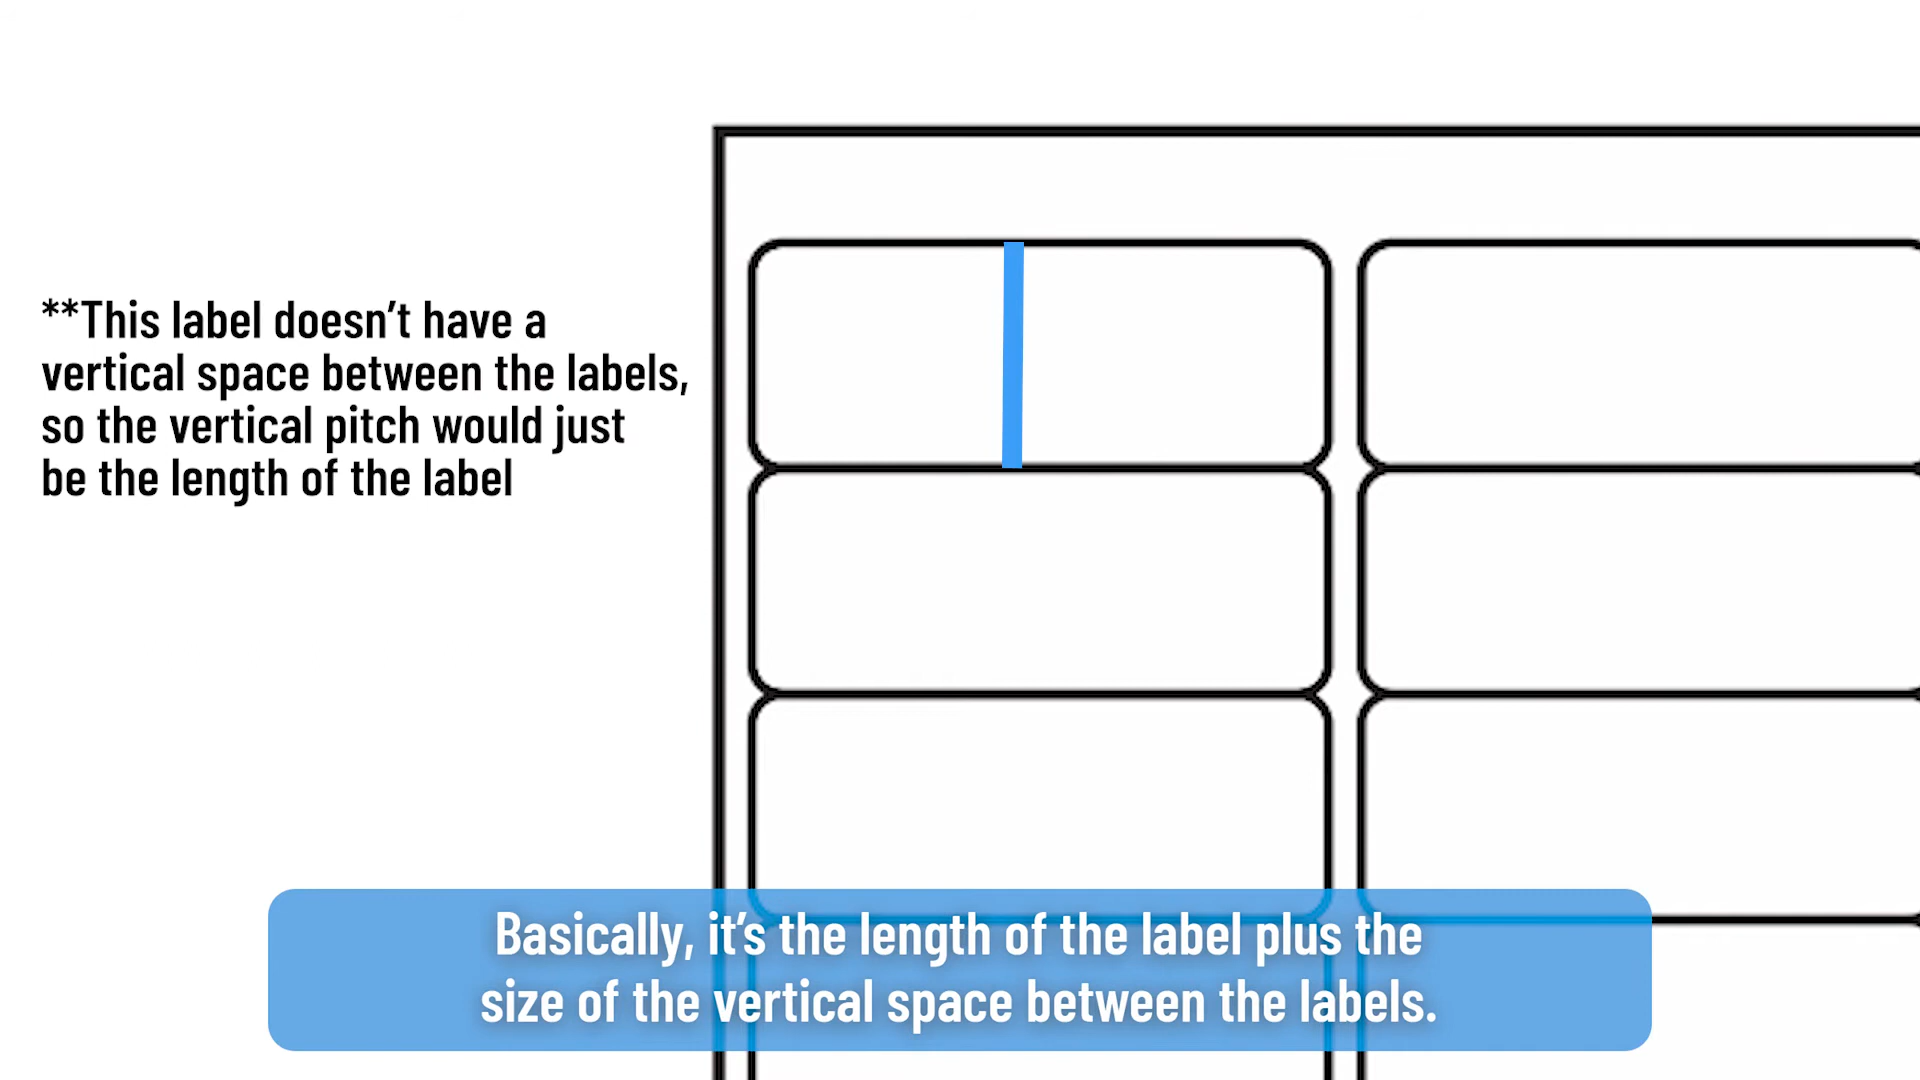 **This label doesn’t have a
vertical space between the labels,
so the vertical pitch would just
be the length of the label
Basically, it’s the length of the label plus the
size of the vertical space between the labels.